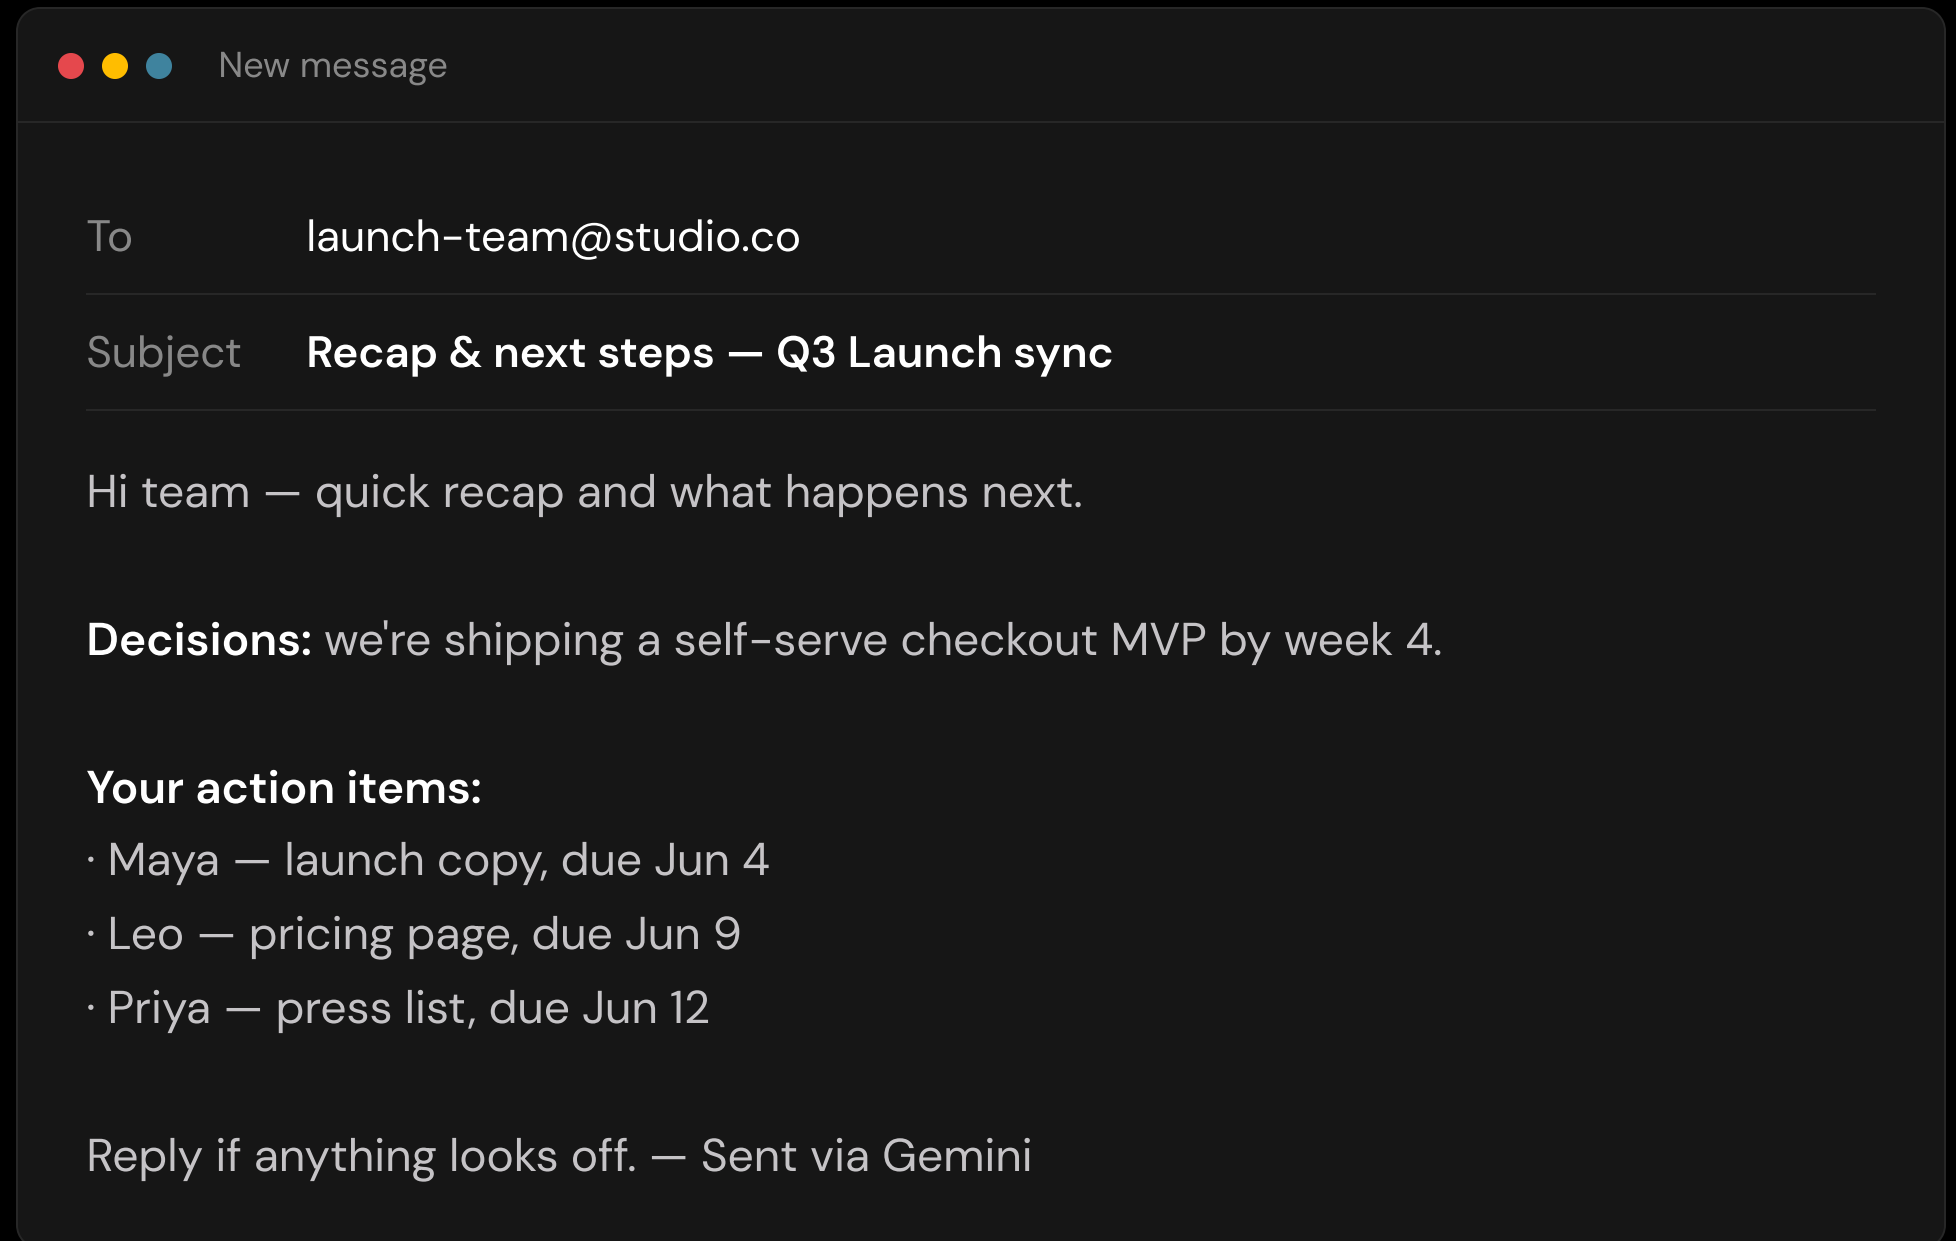 New message
To launch-team@studio.co
Subject Recap & next steps — Q3 Launch sync
Hi team — quick recap and what happens next.
Decisions: we're shipping a self-serve checkout MVP by week 4.
Your action items:
· Maya — launch copy, due Jun 4
· Leo — pricing page, due Jun 9
· Priya — press list, due Jun 12
Reply if anything looks off. — Sent via Gemini